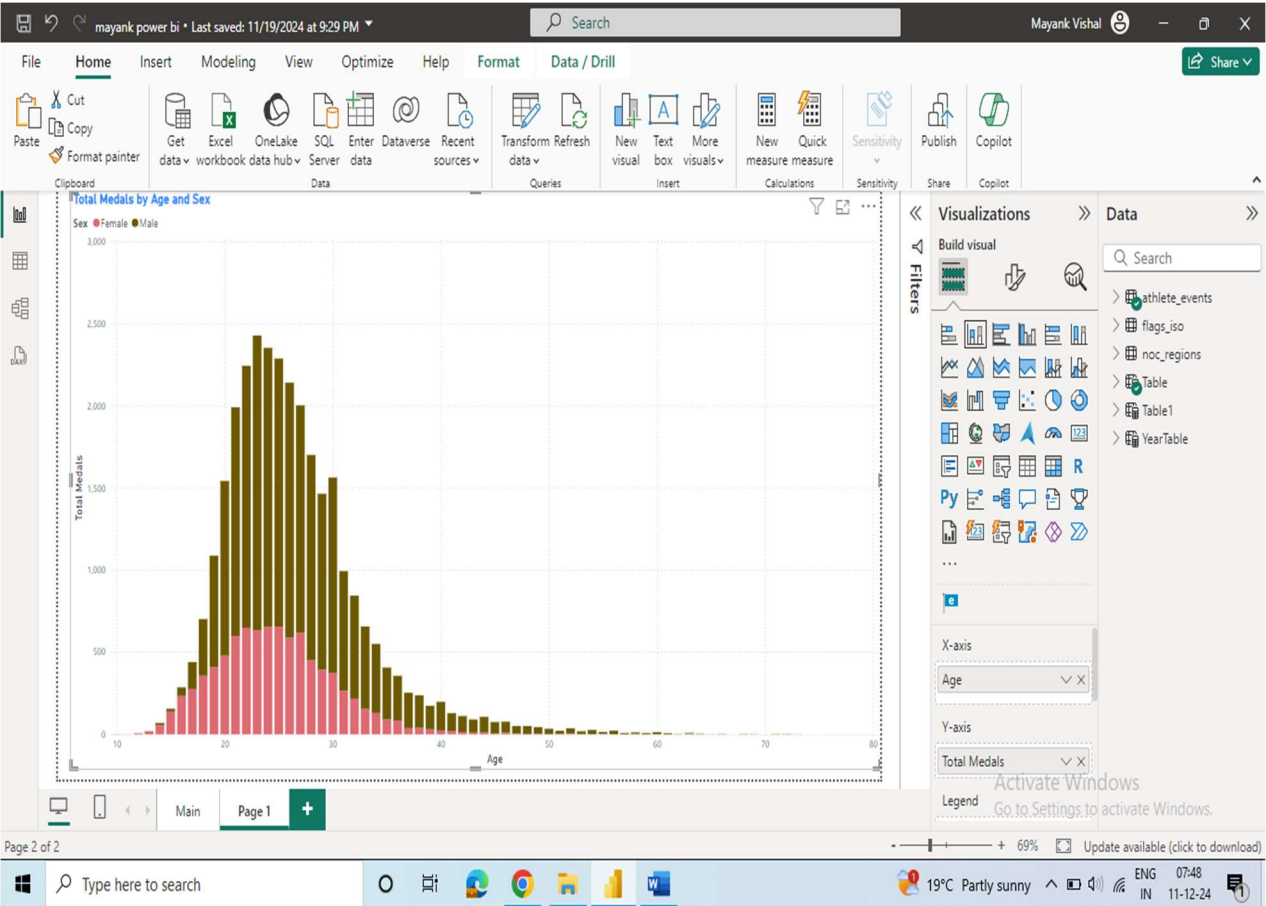 mayank power bi • Last saved: 11/19/2024 at 9:29 PM
Search
Mayank Vishal
File Home Insert Modeling View Optimize Help Format Data / Drill
Share
Paste
Cut
Copy
Format painter
Clipboard
Get data
Excel workbook
OneLake data hub
SQL Server
Enter data
Dataverse
Recent sources
Data
Transform data
Refresh
Queries
New visual
Text box
More visuals
Insert
New measure
Quick measure
Calculations
Sensitivity
Sensitivity
Publish
Share
Copilot
Copilot
Total Medals by Age and Sex
Sex Female Male
3,000
2,500
2,000
1,500
1,000
500
0
Total Medals
10 20 30 40 50 60 70 80
Age
Filters
Visualizations
Build visual
123
R
Py
123
...
e
X-axis
Age
Y-axis
Total Medals
Legend
Data
Search
athlete_events
flags_iso
noc_regions
Table
Table1
YearTable
Activate Windows
Go to Settings to activate Windows.
Main
Page 1
+
Page 2 of 2
- + 69%
Update available (click to download)
Type here to search
19°C Partly sunny
ENG
IN
07:48
11-12-24
1